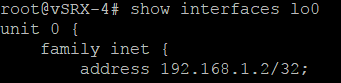 root@vSRX-4# show interfaces lo0
unit 0 {
    family inet {
        address 192.168.1.2/32;